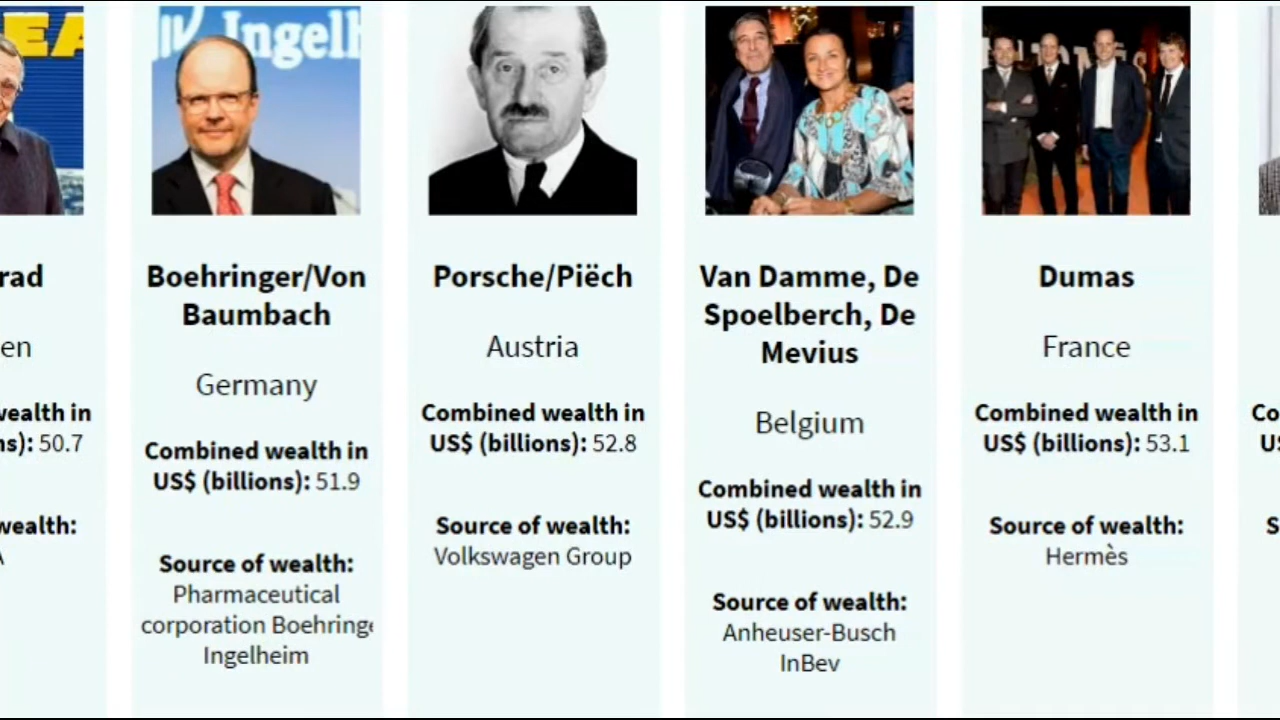 EA
Ingelh
rad
en
wealth in
ns): 50.7
wealth:
A
Boehringer/Von
Baumbach
Germany
Combined wealth in
US$ (billions): 51.9
Source of wealth:
Pharmaceutical
corporation Boehringe
Ingelheim
Porsche/Piëch
Austria
Combined wealth in
US$ (billions): 52.8
Source of wealth:
Volkswagen Group
Van Damme, De
Spoelberch, De
Mevius
Belgium
Combined wealth in
US$ (billions): 52.9
Source of wealth:
Anheuser-Busch
InBev
Dumas
France
Combined wealth in
US$ (billions): 53.1
Source of wealth:
Hermès
Co
U
S